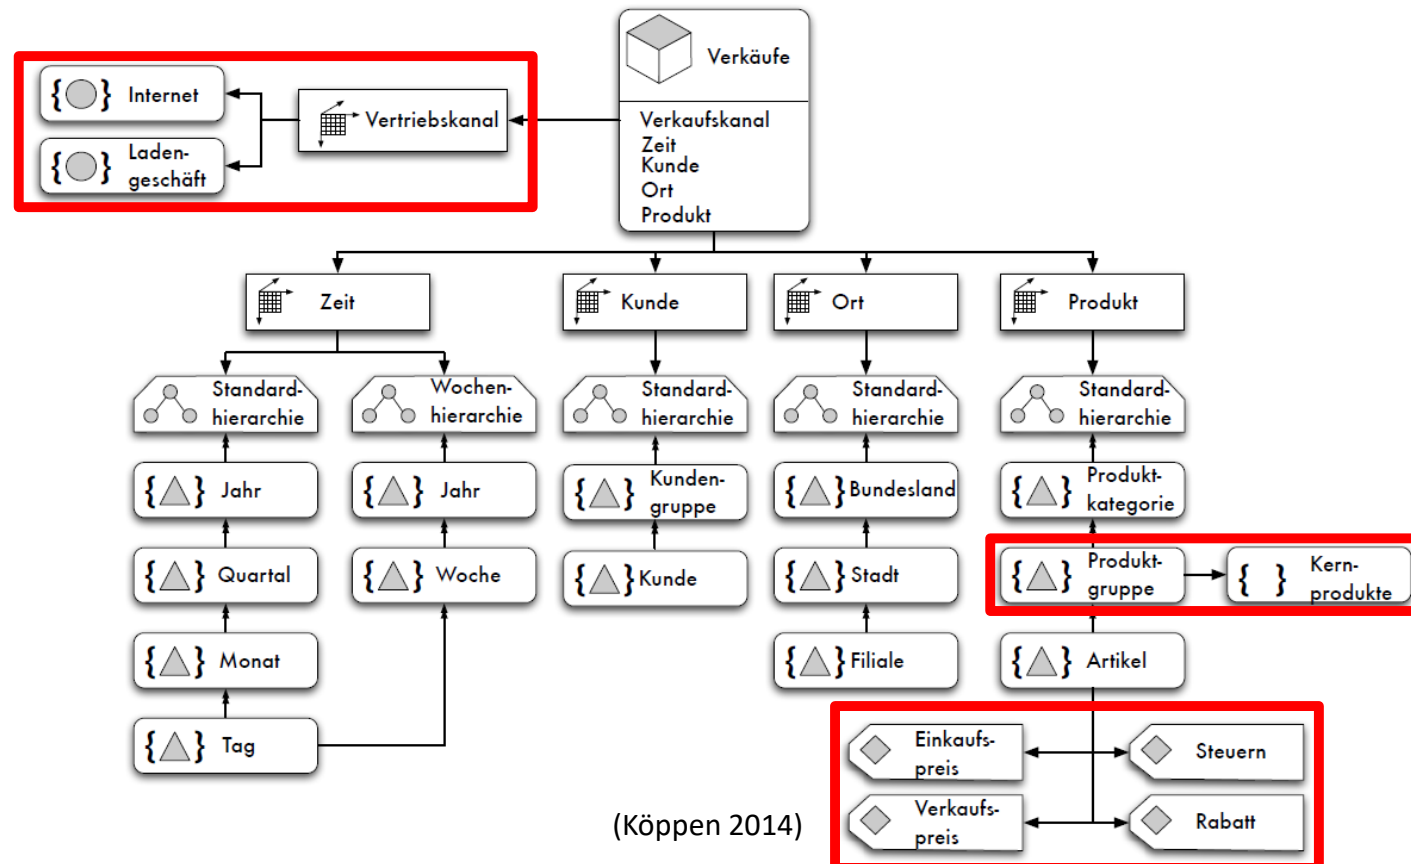 Verkäufe
Verkaufskanal
Zeit
Kunde
Ort
Produkt
Internet
Laden-
geschäft
Vertriebskanal
Zeit
Kunde
Ort
Produkt
Standard-
hierarchie
Wochen-
hierarchie
Standard-
hierarchie
Standard-
hierarchie
Standard-
hierarchie
{ } Jahr
{ } Jahr
{ } Kunden-
gruppe
{ } Bundesland
{ } Produkt-
kategorie
{ } Quartal
{ } Woche
{ } Kunde
{ } Stadt
{ } Produkt-
gruppe
{ } Kern-
produkte
{ } Monat
{ } Filiale
{ } Artikel
{ } Tag
Einkaufs-
preis
Steuern
Verkaufs-
preis
Rabatt
(Köppen 2014)